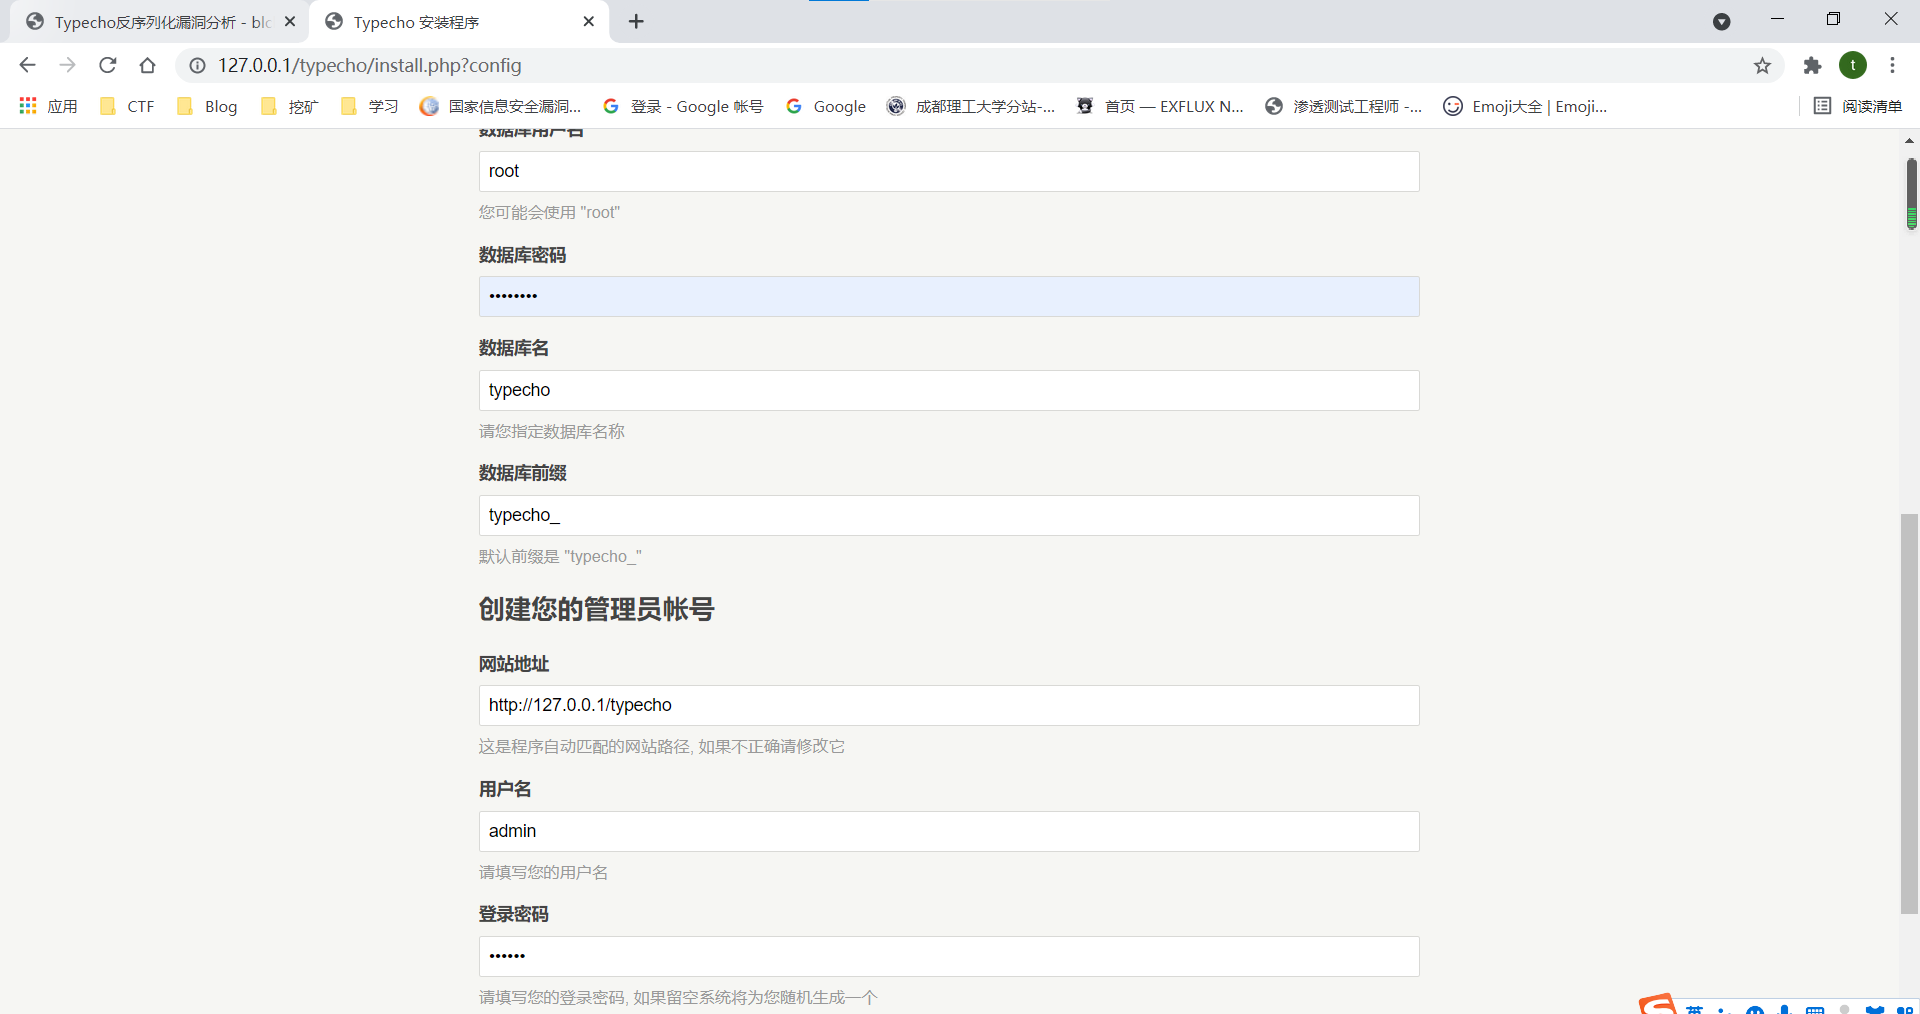 Typecho反序列化漏洞分析 - blo
Typecho 安装程序
127.0.0.1/typecho/install.php?config
t
应用
CTF
Blog
挖矿
学习
国家信息安全漏洞...
登录 - Google 帐号
Google
成都理工大学分站-...
首页 — EXFLUX N...
渗透测试工程师 -...
Emoji大全 | Emoji...
阅读清单
数据库用户名
root
您可能会使用 "root"
数据库密码
••••••••
数据库名
typecho
请您指定数据库名称
数据库前缀
typecho_
默认前缀是 "typecho_"
创建您的管理员帐号
网站地址
http://127.0.0.1/typecho
这是程序自动匹配的网站路径, 如果不正确请修改它
用户名
admin
请填写您的用户名
登录密码
••••••
请填写您的登录密码, 如果留空系统将为您随机生成一个
英